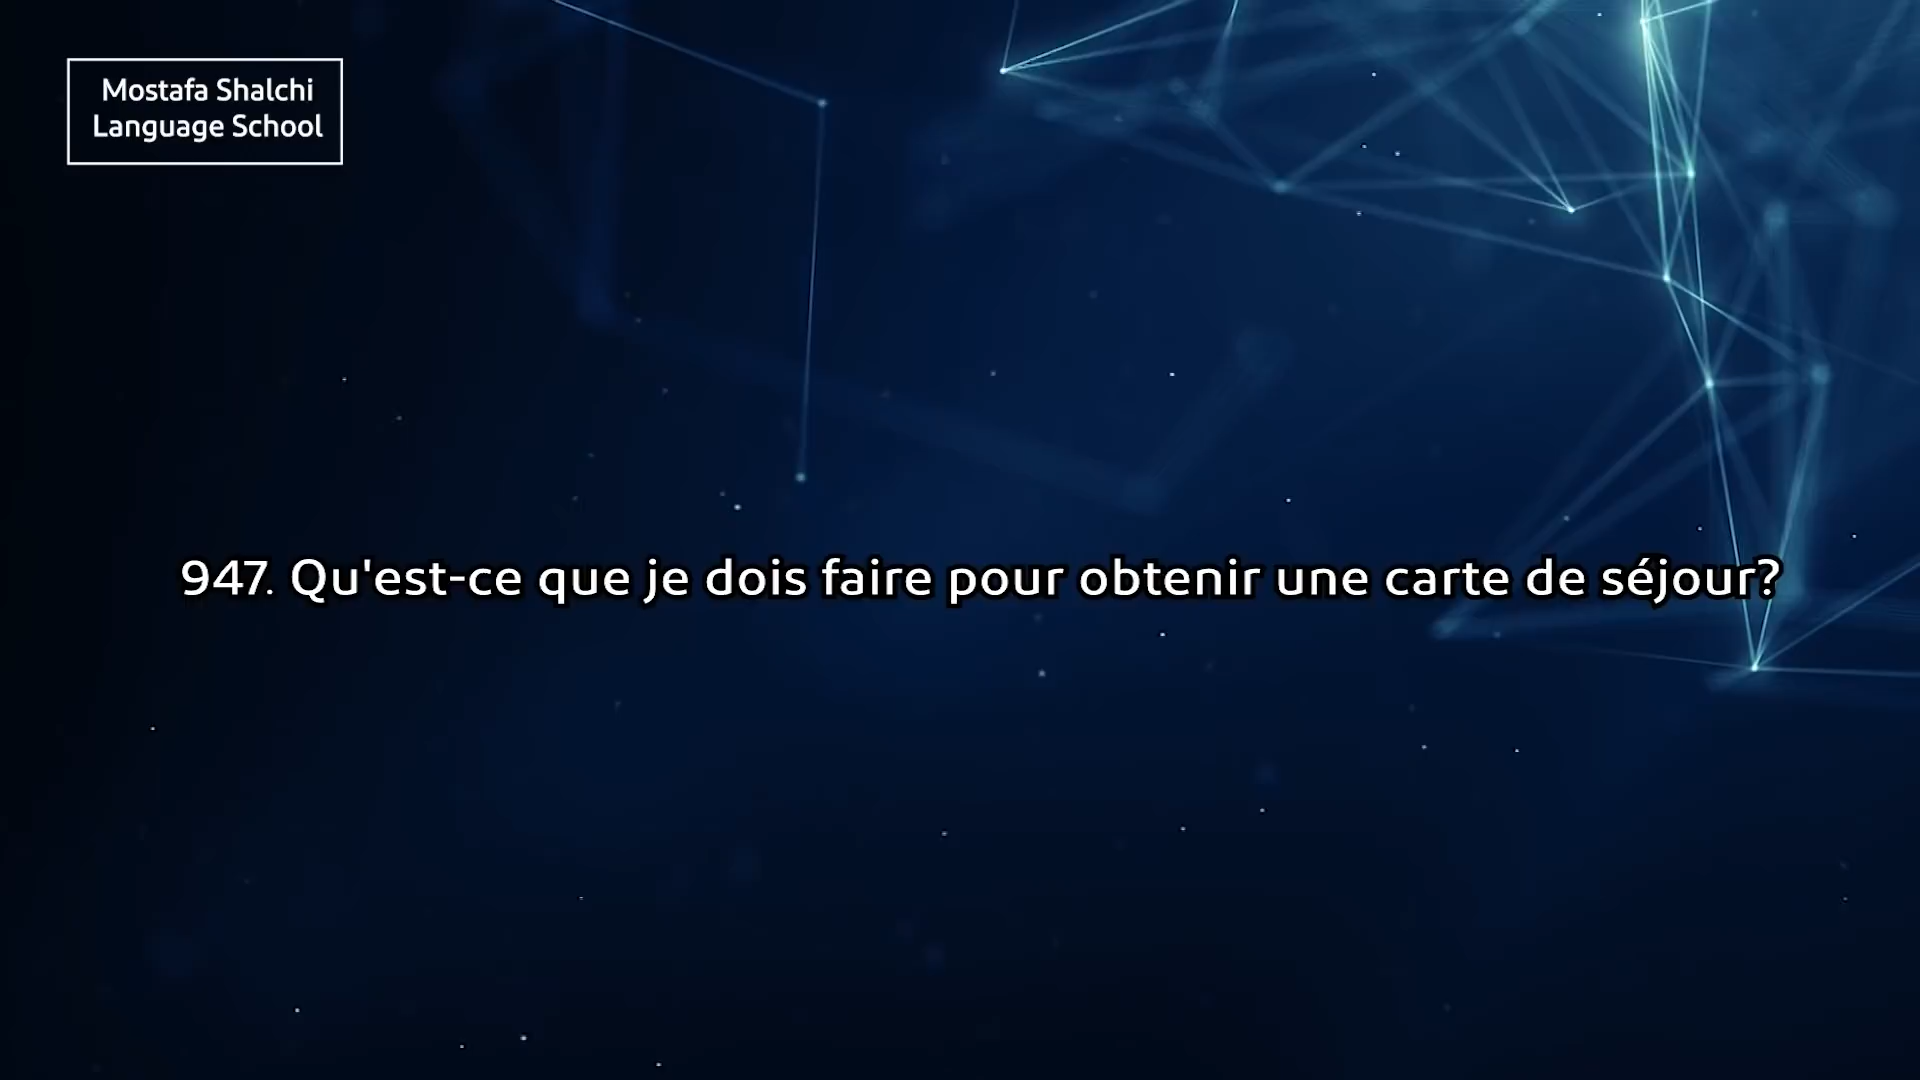 Mostafa Shalchi
Language School
947. Qu'est-ce que je dois faire pour obtenir une carte de séjour?